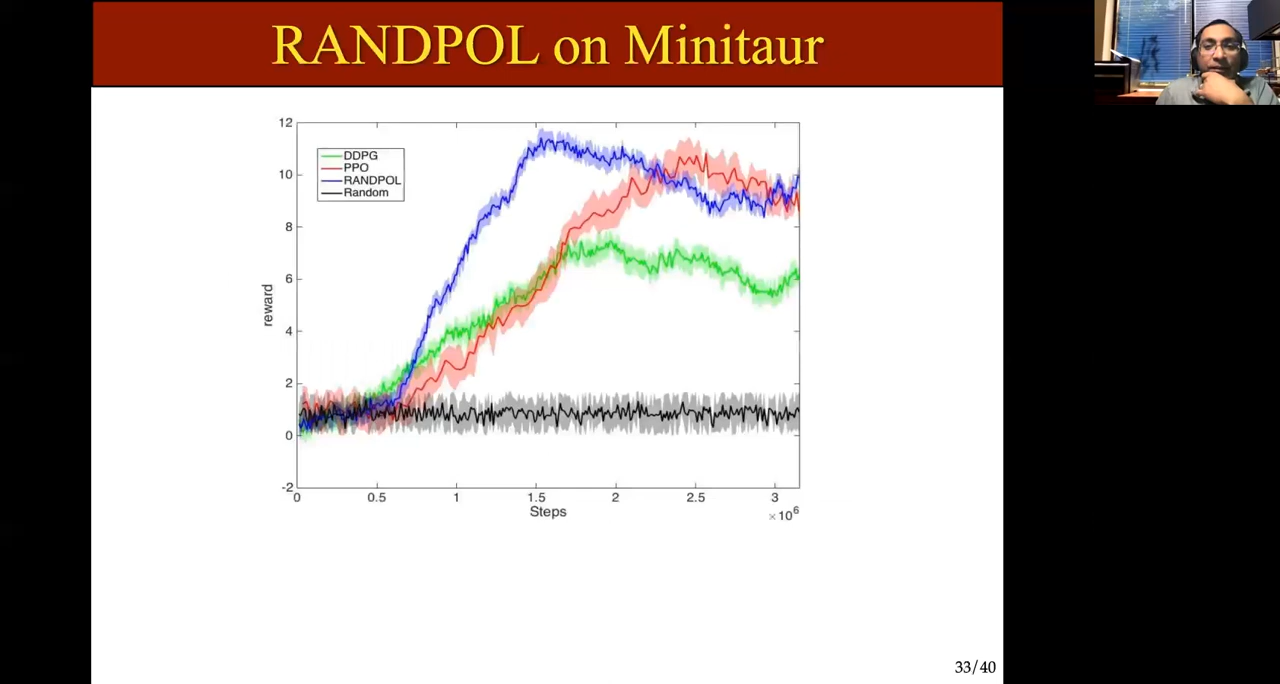 RANDPOL on Minitaur
12
10
8
6
4
2
0
-2
reward
DDPG
PPO
RANDPOL
Random
0 0.5 1 1.5 2 2.5 3
Steps
×10⁶
33/40